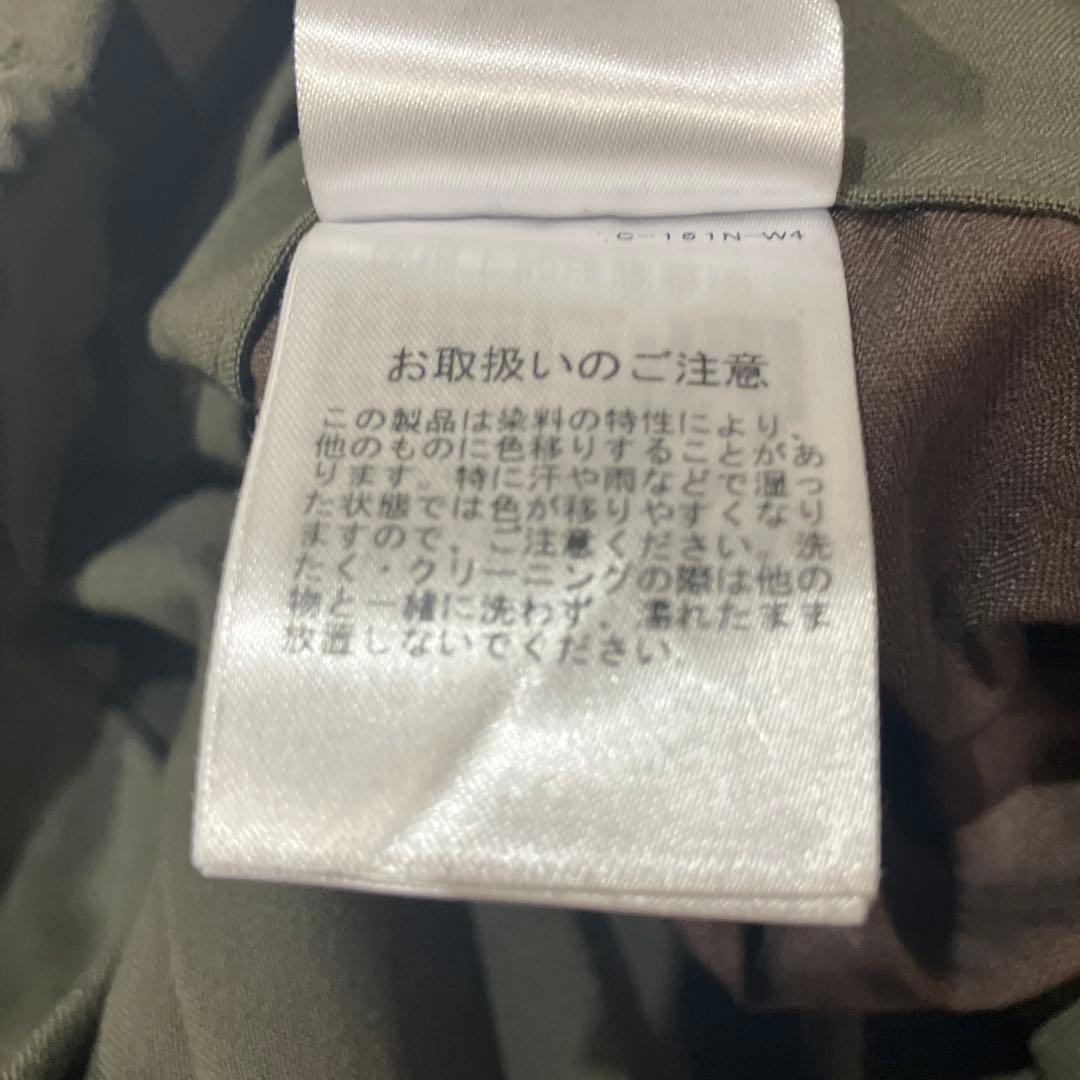 C-151N-W4
お取扱いのご注意
この製品は染料の特性により、
他のものに色移りすることがあ
ります。特に汗や雨などで湿っ
た状態では色が移りやすくなり
ますので、ご注意ください。洗
たく・クリーニングの際は他の
物と一緒に洗わず、濡れたまま
放置しないでください。